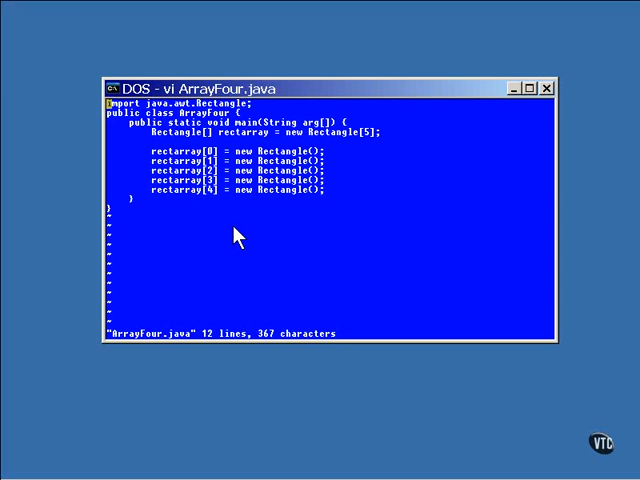 DOS - vi ArrayFour.java
import java.awt.Rectangle;
public class ArrayFour {
public static void main(String arg[]) {
Rectangle[] rectarray = new Rectangle[5];
rectarray[0] = new Rectangle();
rectarray[1] = new Rectangle();
rectarray[2] = new Rectangle();
rectarray[3] = new Rectangle();
rectarray[4] = new Rectangle();
}
}
~
~
~
~
~
~
~
~
~
~
~
~
"ArrayFour.java" 12 lines, 367 characters
VTC